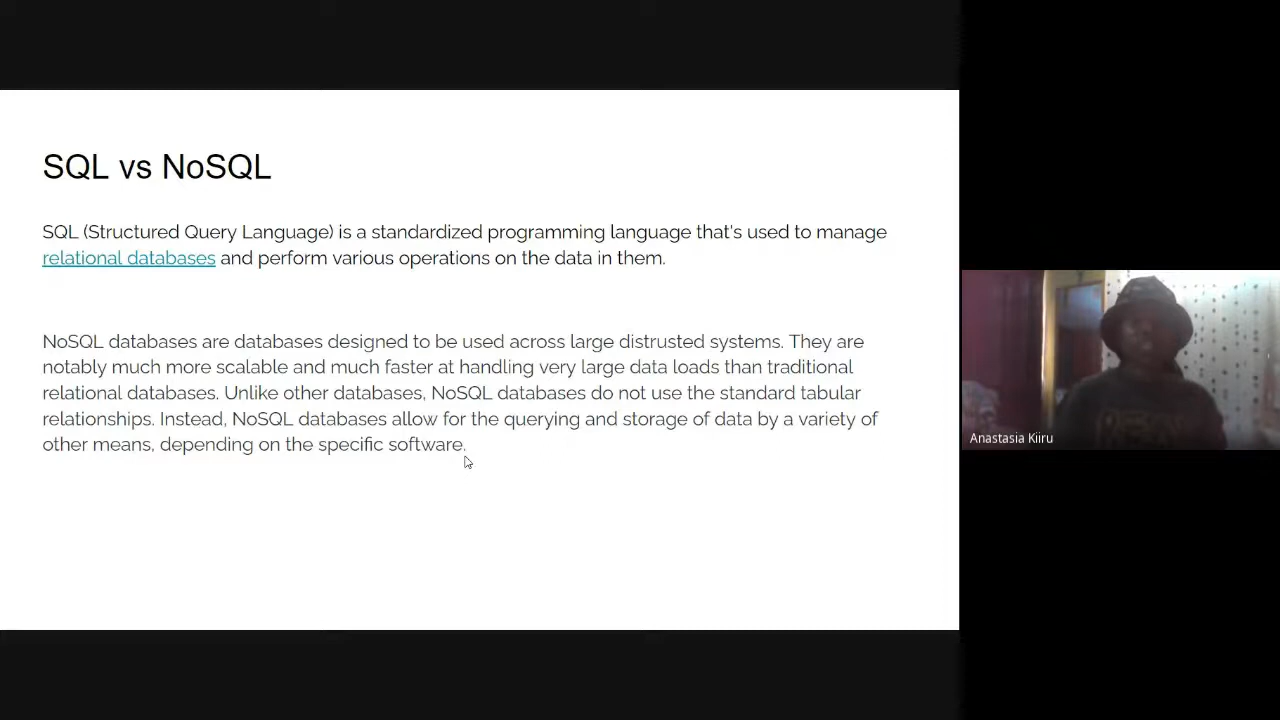 SQL vs NoSQL
SQL (Structured Query Language) is a standardized programming language that's used to manage
relational databases and perform various operations on the data in them.
NoSQL databases are databases designed to be used across large distrusted systems. They are
notably much more scalable and much faster at handling very large data loads than traditional
relational databases. Unlike other databases, NoSQL databases do not use the standard tabular
relationships. Instead, NoSQL databases allow for the querying and storage of data by a variety of
other means, depending on the specific software.
Anastasia Kiiru